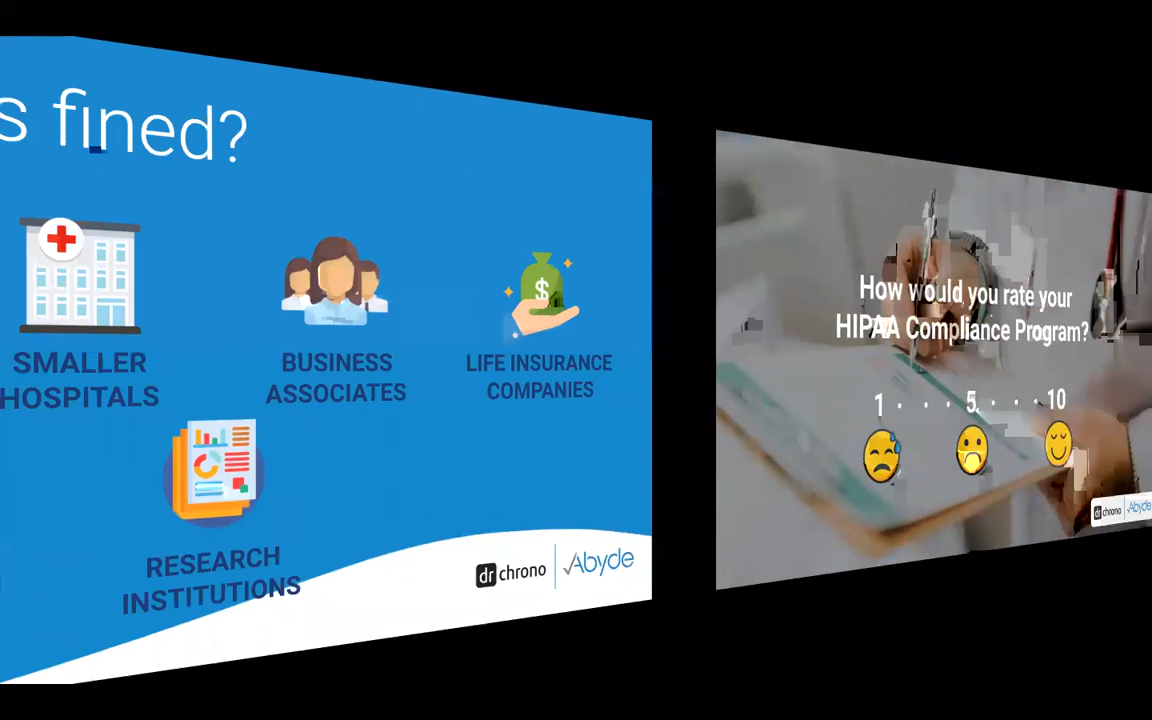 s fined?
SMALLER
HOSPITALS
BUSINESS
ASSOCIATES
LIFE INSURANCE
COMPANIES
RESEARCH
INSTITUTIONS
dr chrono
Abyde
How would you rate your
HIPAA Compliance Program?
1 . . . 5 . . . . 10
dr chrono
Abyde